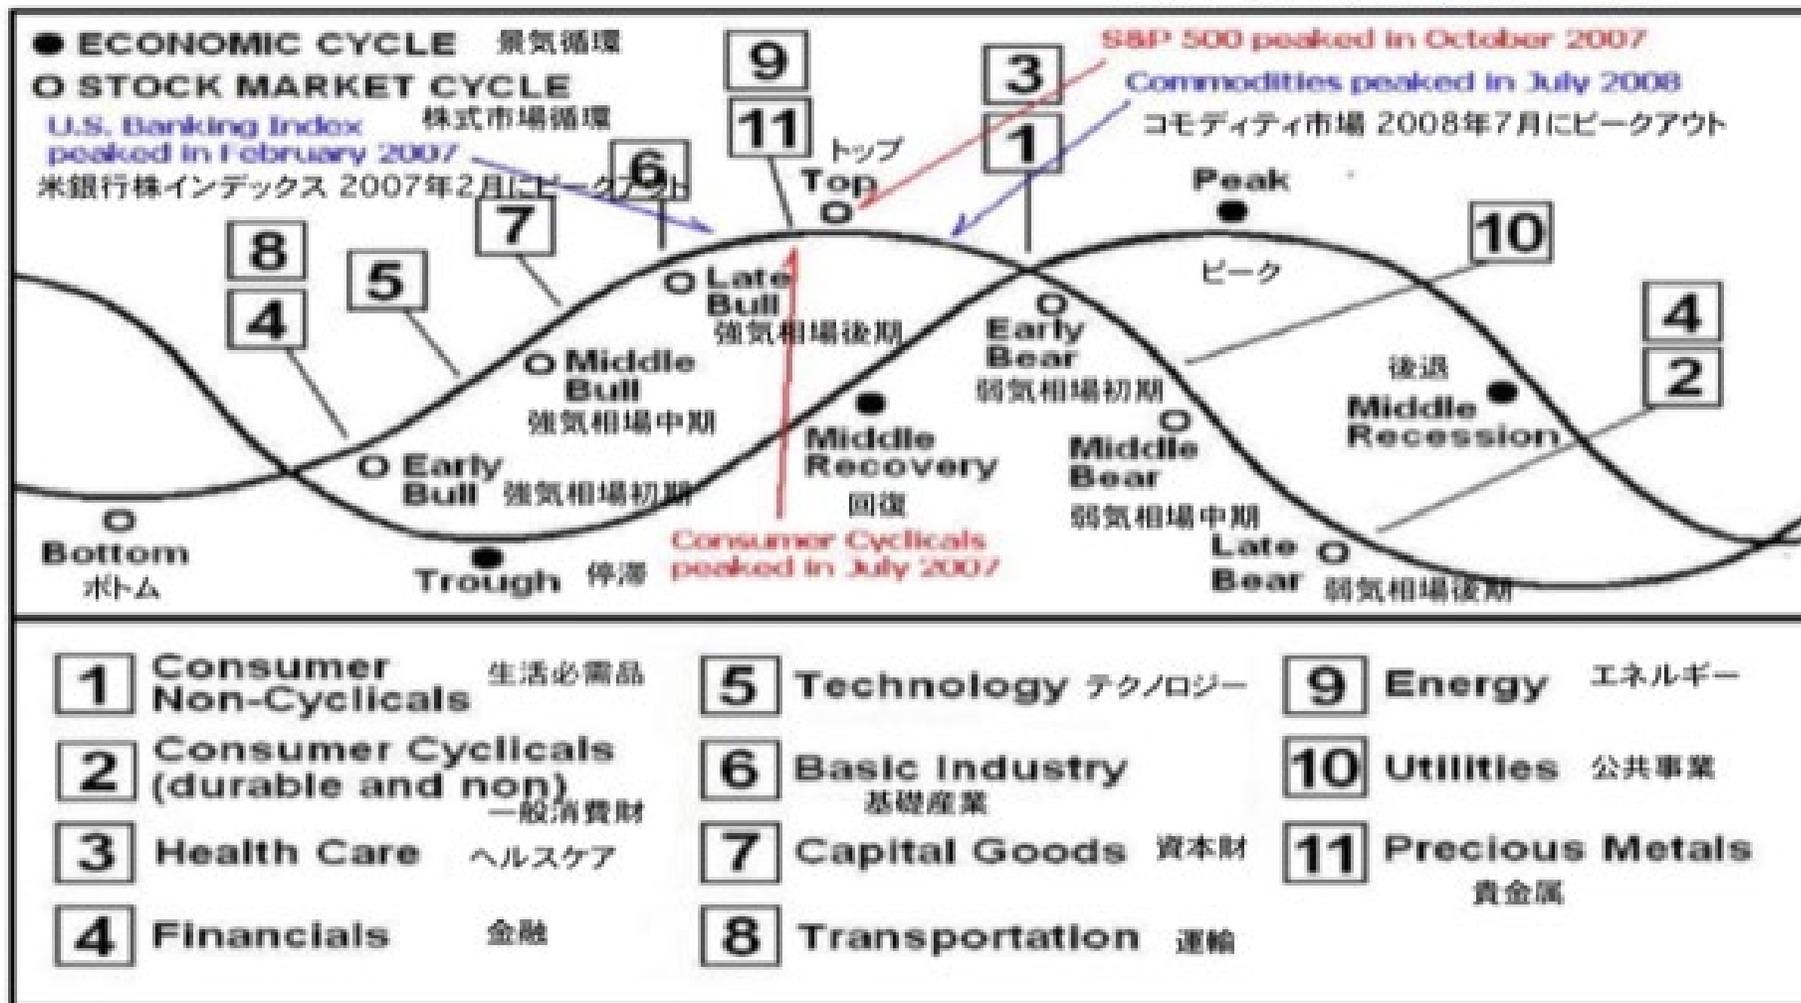 ● ECONOMIC CYCLE 景気循環
○ STOCK MARKET CYCLE
株式市場循環
U.S. Banking Index
peaked in February 2007
米銀行株インデックス 2007年2月にピークアウト
S&P 500 peaked in October 2007
Commodities peaked in July 2008
コモディティ市場 2008年7月にピークアウト
9
11
3
1
6
7
8
4
5
10
4
2
トップ
Top
Peak
ピーク
Late
Bull
強気相場後期
Middle
Bull
強気相場中期
Early
Bull 強気相場初期
Bottom
ボトム
Trough 停滞
Early
Bear
弱気相場初期
Middle
Recovery
回復
Middle
Bear
弱気相場中期
後退
Middle
Recession
Late
Bear 弱気相場後期
Consumer Cyclicals
peaked in July 2007
1 Consumer
Non-Cyclicals 生活必需品
2 Consumer Cyclicals
(durable and non)
一般消費財
3 Health Care ヘルスケア
4 Financials 金融
5 Technology テクノロジー
6 Basic Industry
基礎産業
7 Capital Goods 資本財
8 Transportation 運輸
9 Energy エネルギー
10 Utilities 公共事業
11 Precious Metals
貴金属